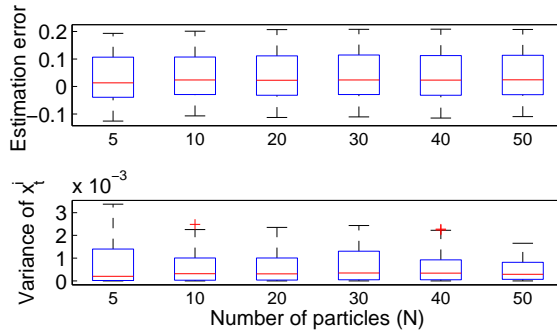 Estimation error
0.2
0.1
0
−0.1
5 10 20 30 40 50
x 10⁻³
Variance of xₜⁱ
3
2
1
0
5 10 20 30 40 50
Number of particles (N)